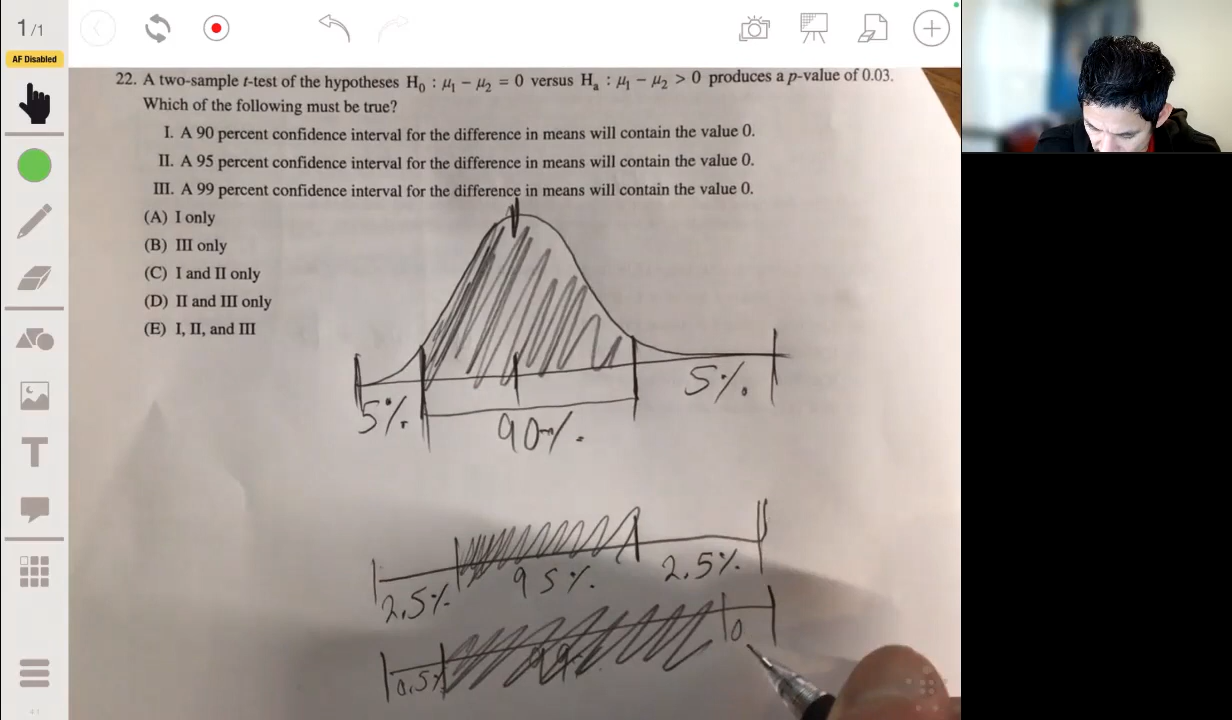 1/1
AF Disabled
22. A two-sample t-test of the hypotheses H₀ : μ₁ − μ₂ = 0 versus Hₐ : μ₁ − μ₂ > 0 produces a p-value of 0.03.
Which of the following must be true?
I. A 90 percent confidence interval for the difference in means will contain the value 0.
II. A 95 percent confidence interval for the difference in means will contain the value 0.
III. A 99 percent confidence interval for the difference in means will contain the value 0.
(A) I only
(B) III only
(C) I and II only
(D) II and III only
(E) I, II, and III
5%. 90%. 5%.
2.5% 95%. 2.5%.
0.5% 99% 0
T